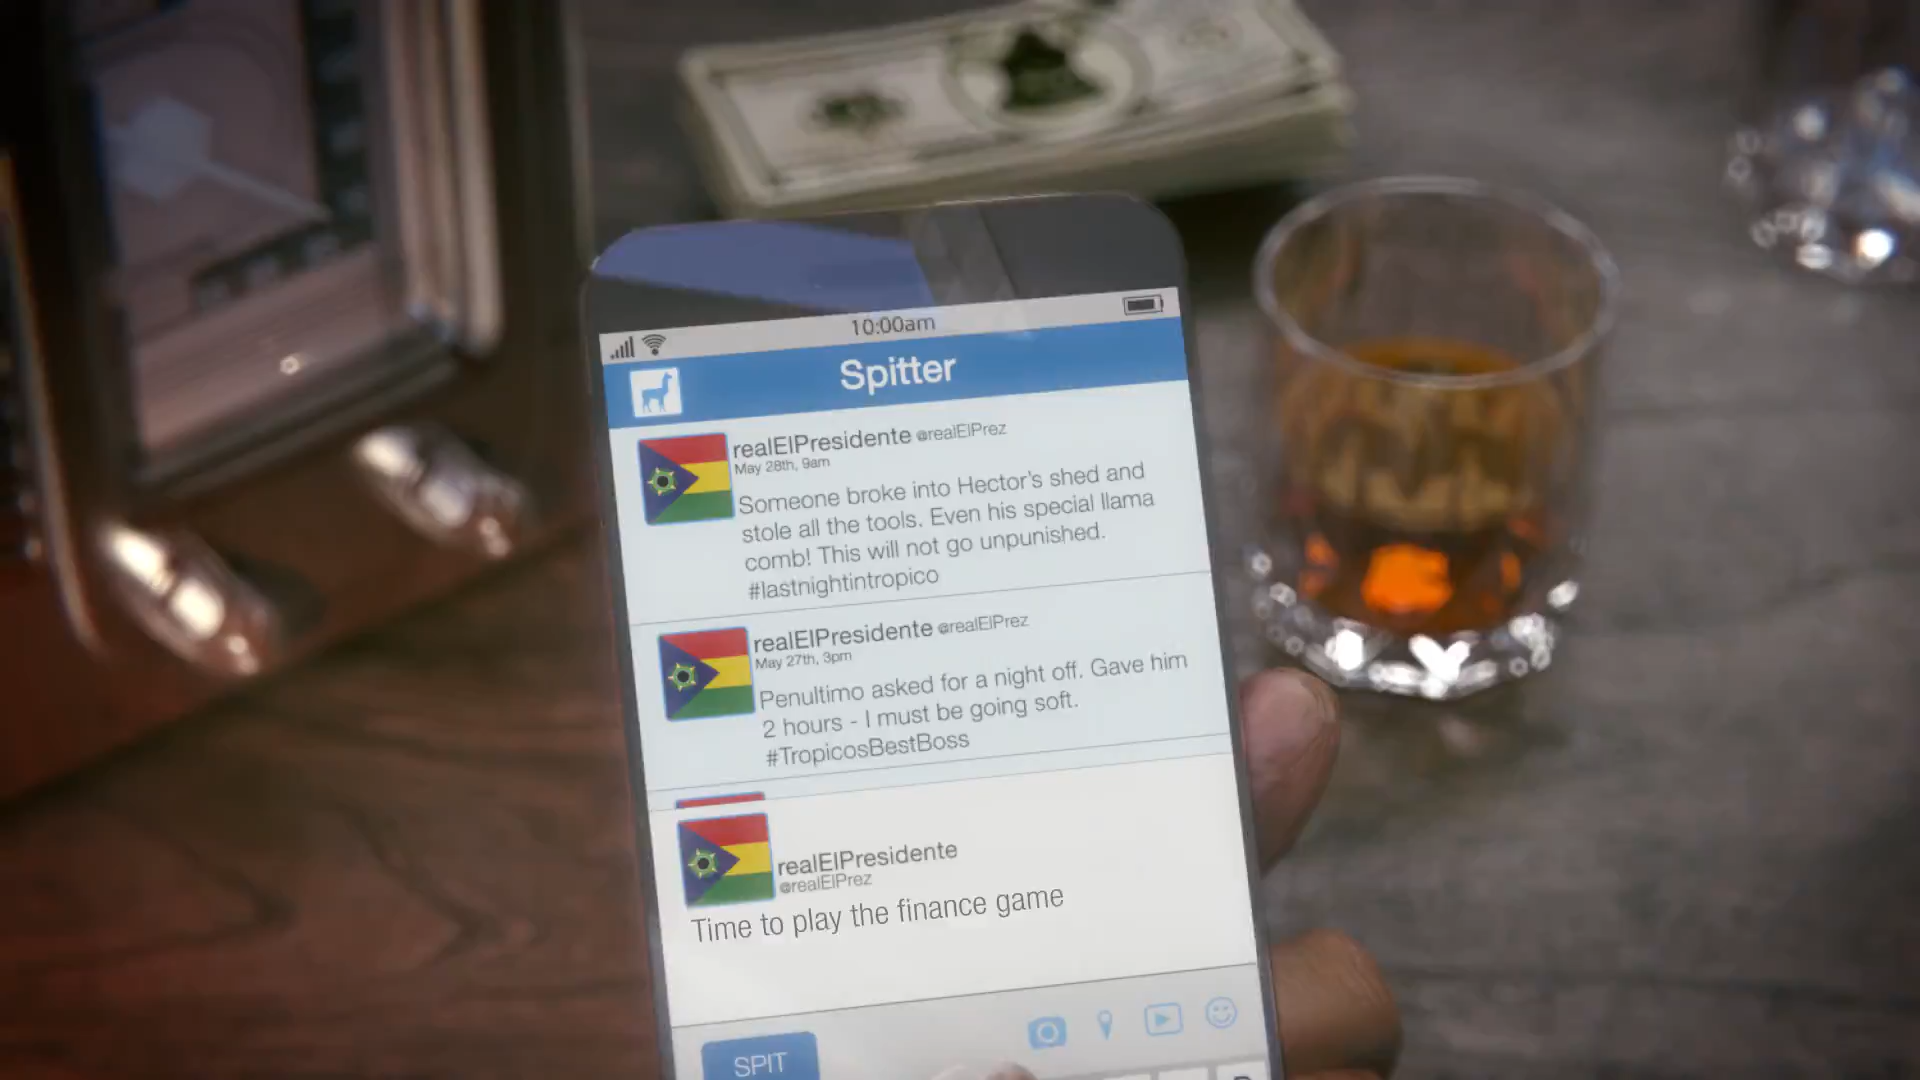 10:00am
Spitter
realElPresidente @realElPrez
May 28th, 9am
Someone broke into Hector's shed and
stole all the tools. Even his special llama
comb! This will not go unpunished.
#lastnightintropico
realElPresidente @realElPrez
May 27th, 3pm
Penultimo asked for a night off. Gave him
2 hours - I must be going soft.
#TropicosBestBoss
realElPresidente
@realElPrez
Time to play the finance game
SPIT